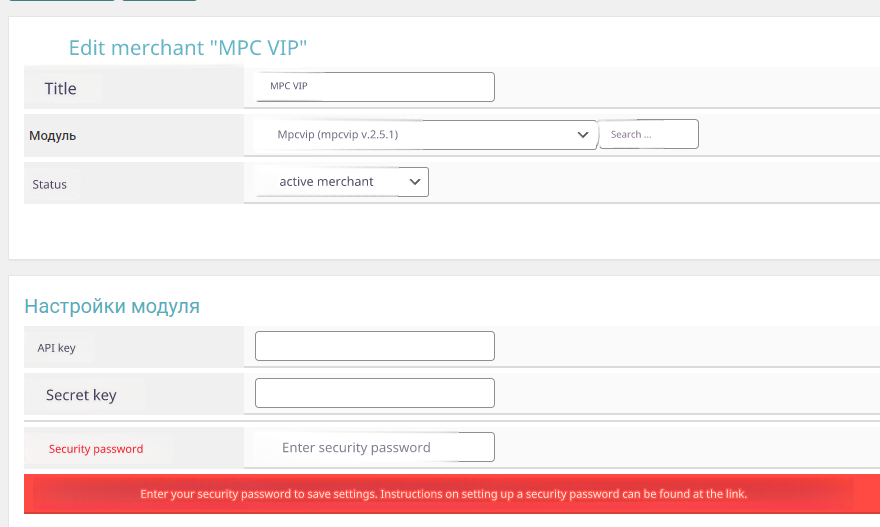 Edit merchant "MPC VIP"
Title
MPC VIP
Модуль
Mpcvip (mpcvip v.2.5.1)
Search ...
Status
active merchant
Настройки модуля
API key
Secret key
Security password
Enter security password
Enter your security password to save settings. Instructions on setting up a security password can be found at the link.